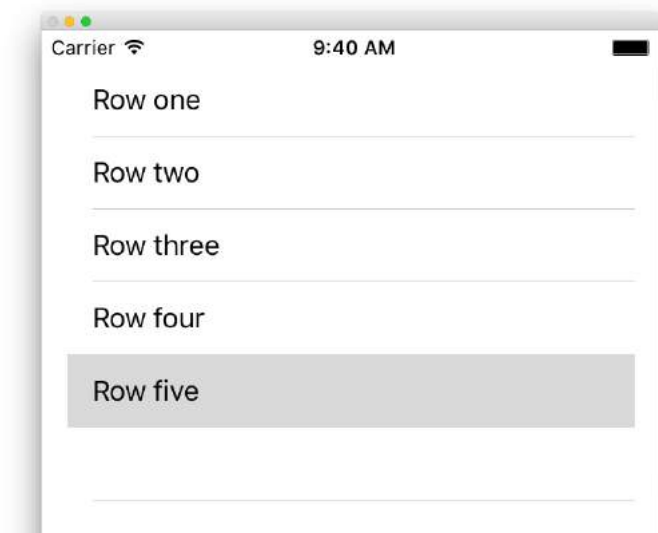 Carrier 9:40 AM
Row one
Row two
Row three
Row four
Row five